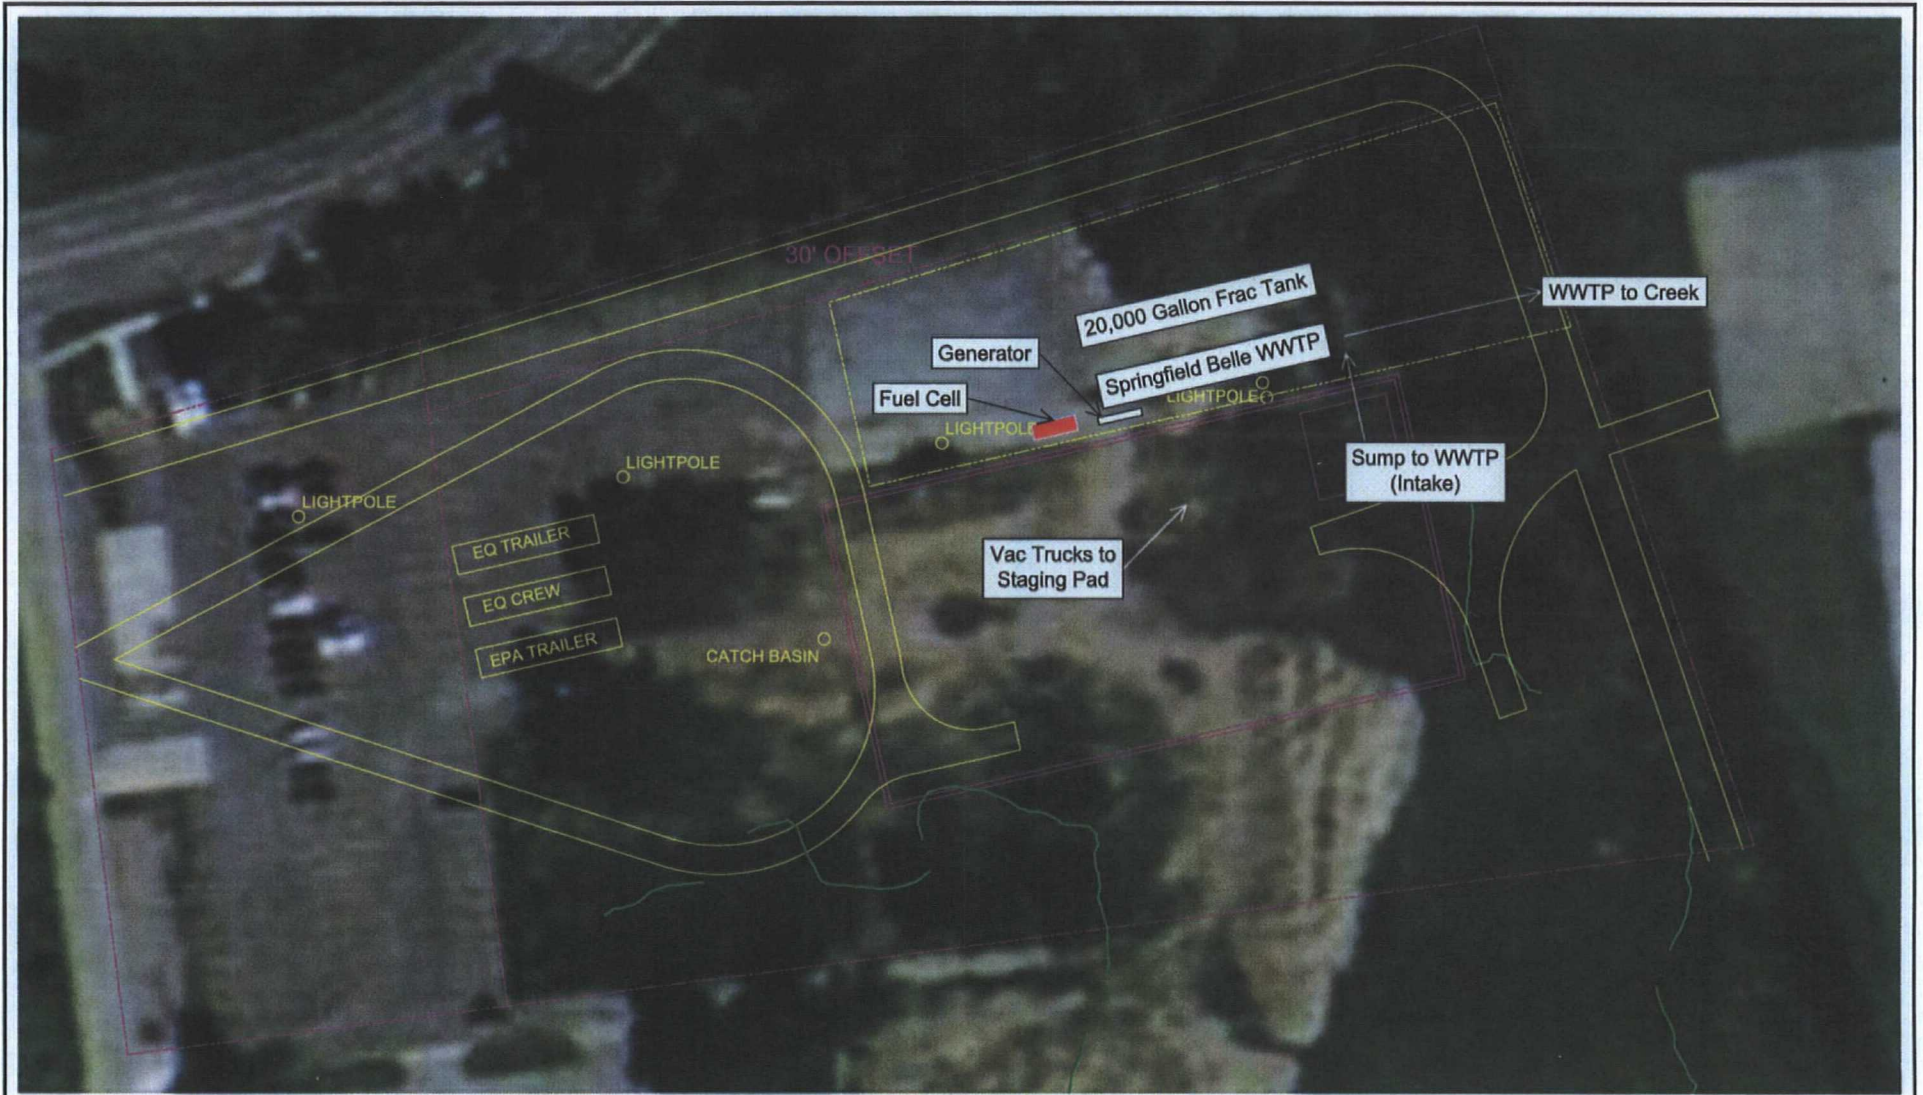 30' OFFSET
20,000 Gallon Frac Tank
WWTP to Creek
Generator
Springfield Belle WWTP
Fuel Cell
LIGHTPOLE
LIGHTPOLE
LIGHTPOLE
LIGHTPOLE
Sump to WWTP
(Intake)
EQ TRAILER
EQ CREW
EPA TRAILER
Vac Trucks to
Staging Pad
CATCH BASIN